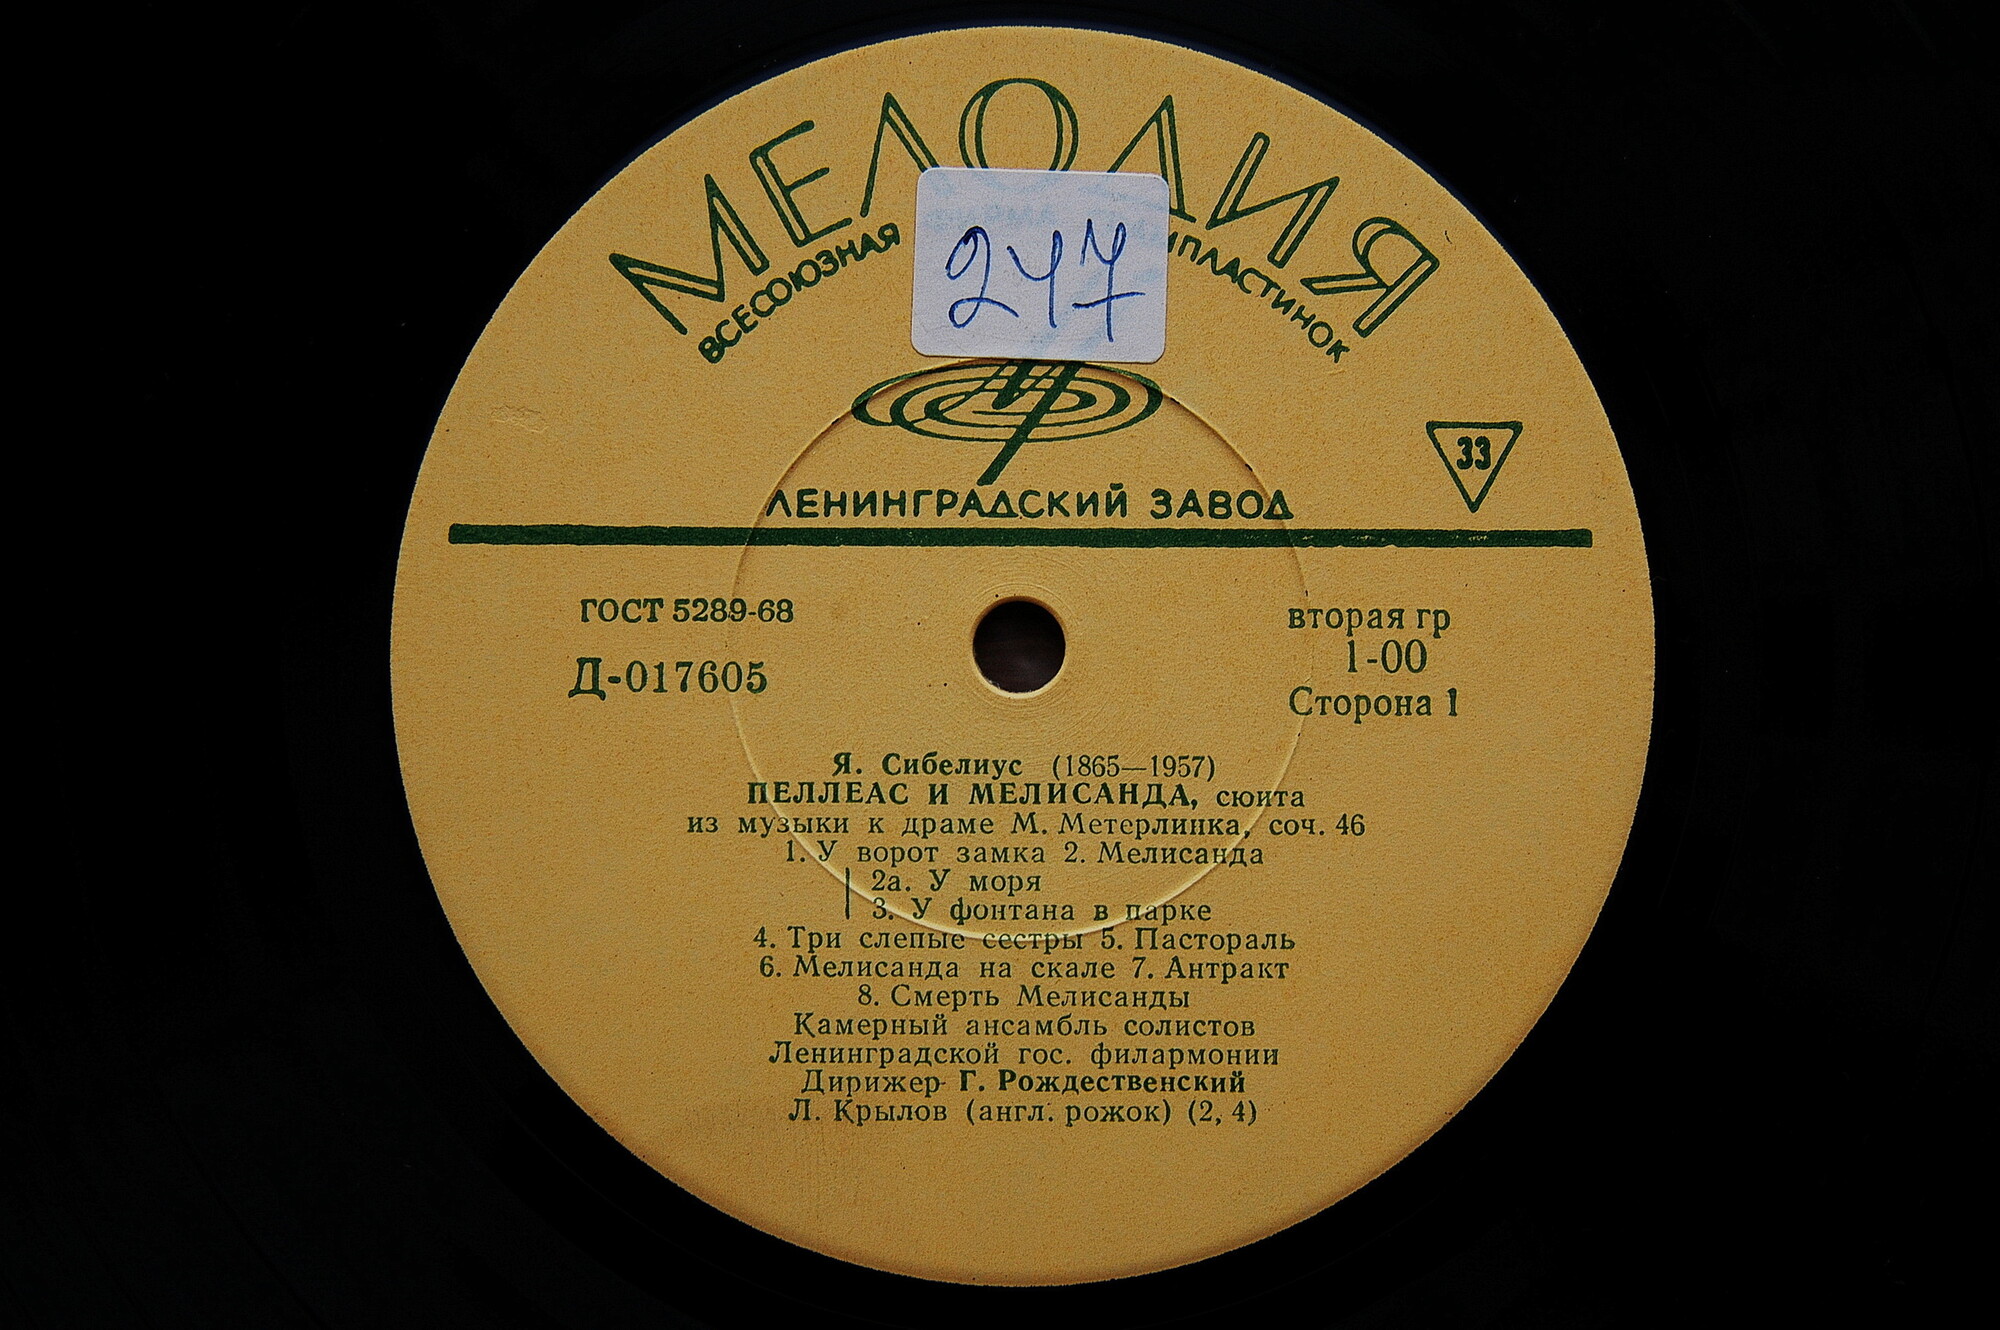 МЕЛОДИЯ
ВСЕСОЮЗНАЯ
247
33
ЛЕНИНГРАДСКИЙ ЗАВОД
ГОСТ 5289-68
Д-017605
вторая гр
1-00
Сторона 1
Я. Сибелиус (1865—1957)
ПЕЛЛЕАС И МЕЛИСАНДА, сюита
из музыки к драме М. Метерлинка, соч. 46
1. У ворот замка 2. Мелисанда
2а. У моря
3. У фонтана в парке
4. Три слепые сестры 5. Пастораль
6. Мелисанда на скале 7. Антракт
8. Смерть Мелисанды
Камерный ансамбль солистов
Ленинградской гос. филармонии
Дирижер Г. Рождественский
Л. Крылов (англ. рожок) (2, 4)